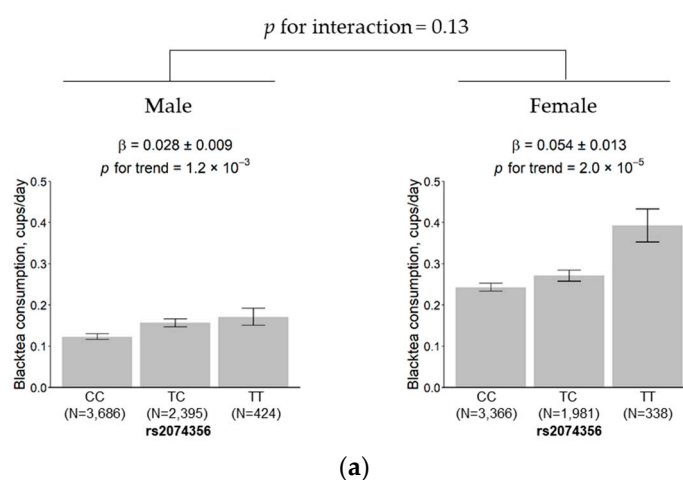 p for interaction = 0.13
Male
β = 0.028 ± 0.009
p for trend = 1.2 × 10⁻³
Blacktea consumption, cups/day
0.5
0.4
0.3
0.2
0.1
0.0
CC TC TT
(N=3,686) (N=2,395) (N=424)
rs2074356
Female
β = 0.054 ± 0.013
p for trend = 2.0 × 10⁻⁵
Blacktea consumption, cups/day
0.5
0.4
0.3
0.2
0.1
0.0
CC TC TT
(N=3,366) (N=1,981) (N=338)
rs2074356
(a)